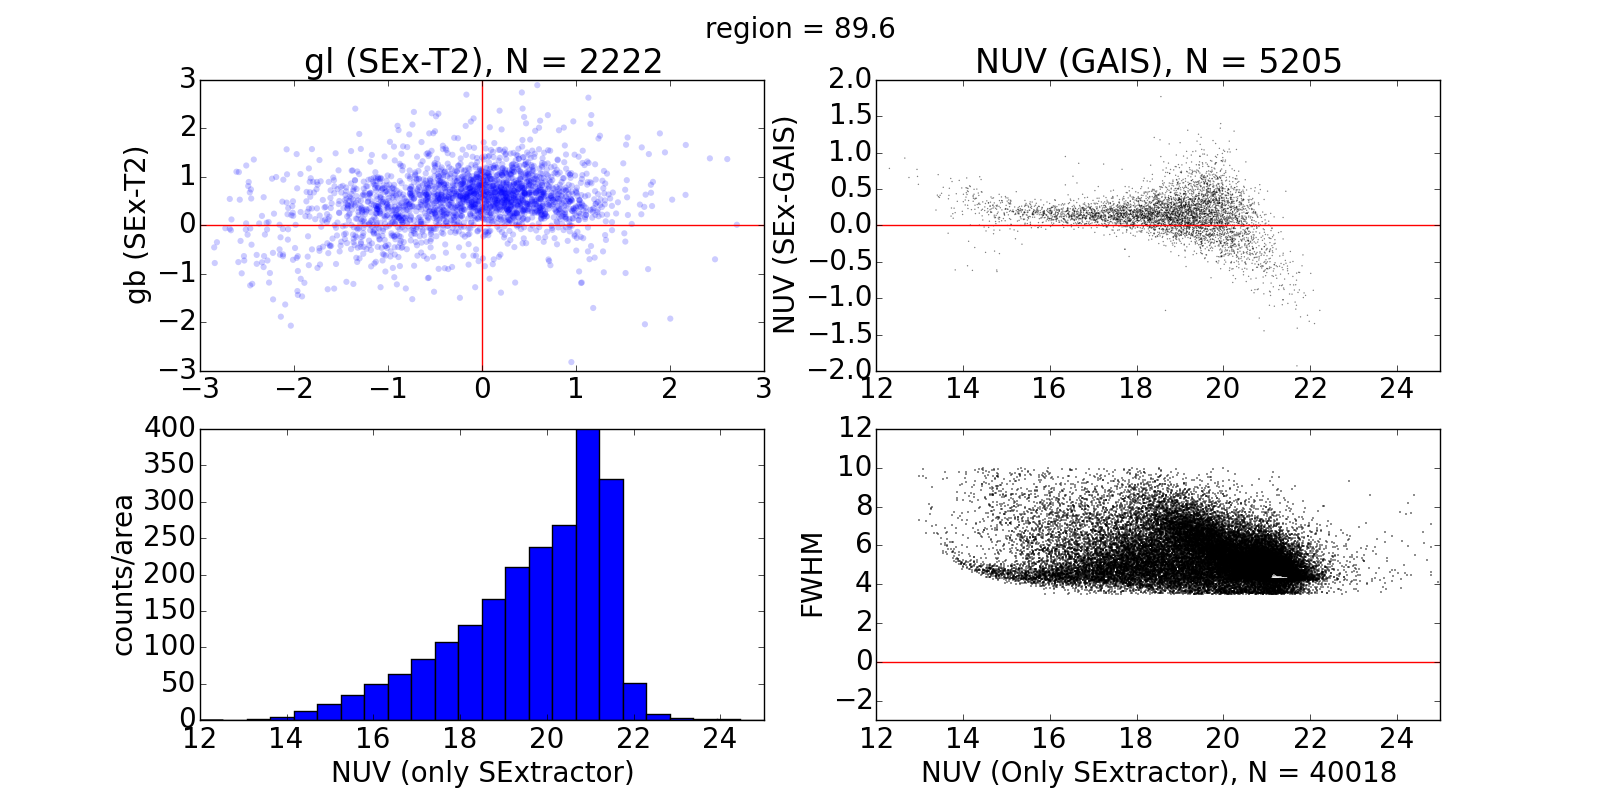 region = 89.6
gl (SEx-T2), N = 2222
NUV (GAIS), N = 5205
gb (SEx-T2)
3
2
1
0
−1
−2
−3
−3 −2 −1 0 1 2 3
NUV (SEx-GAIS)
2.0
1.5
1.0
0.5
0.0
−0.5
−1.0
−1.5
−2.0
12 14 16 18 20 22 24
counts/area
400
350
300
250
200
150
100
50
0
12 14 16 18 20 22 24
NUV (only SExtractor)
FWHM
12
10
8
6
4
2
0
−2
12 14 16 18 20 22 24
NUV (Only SExtractor), N = 40018